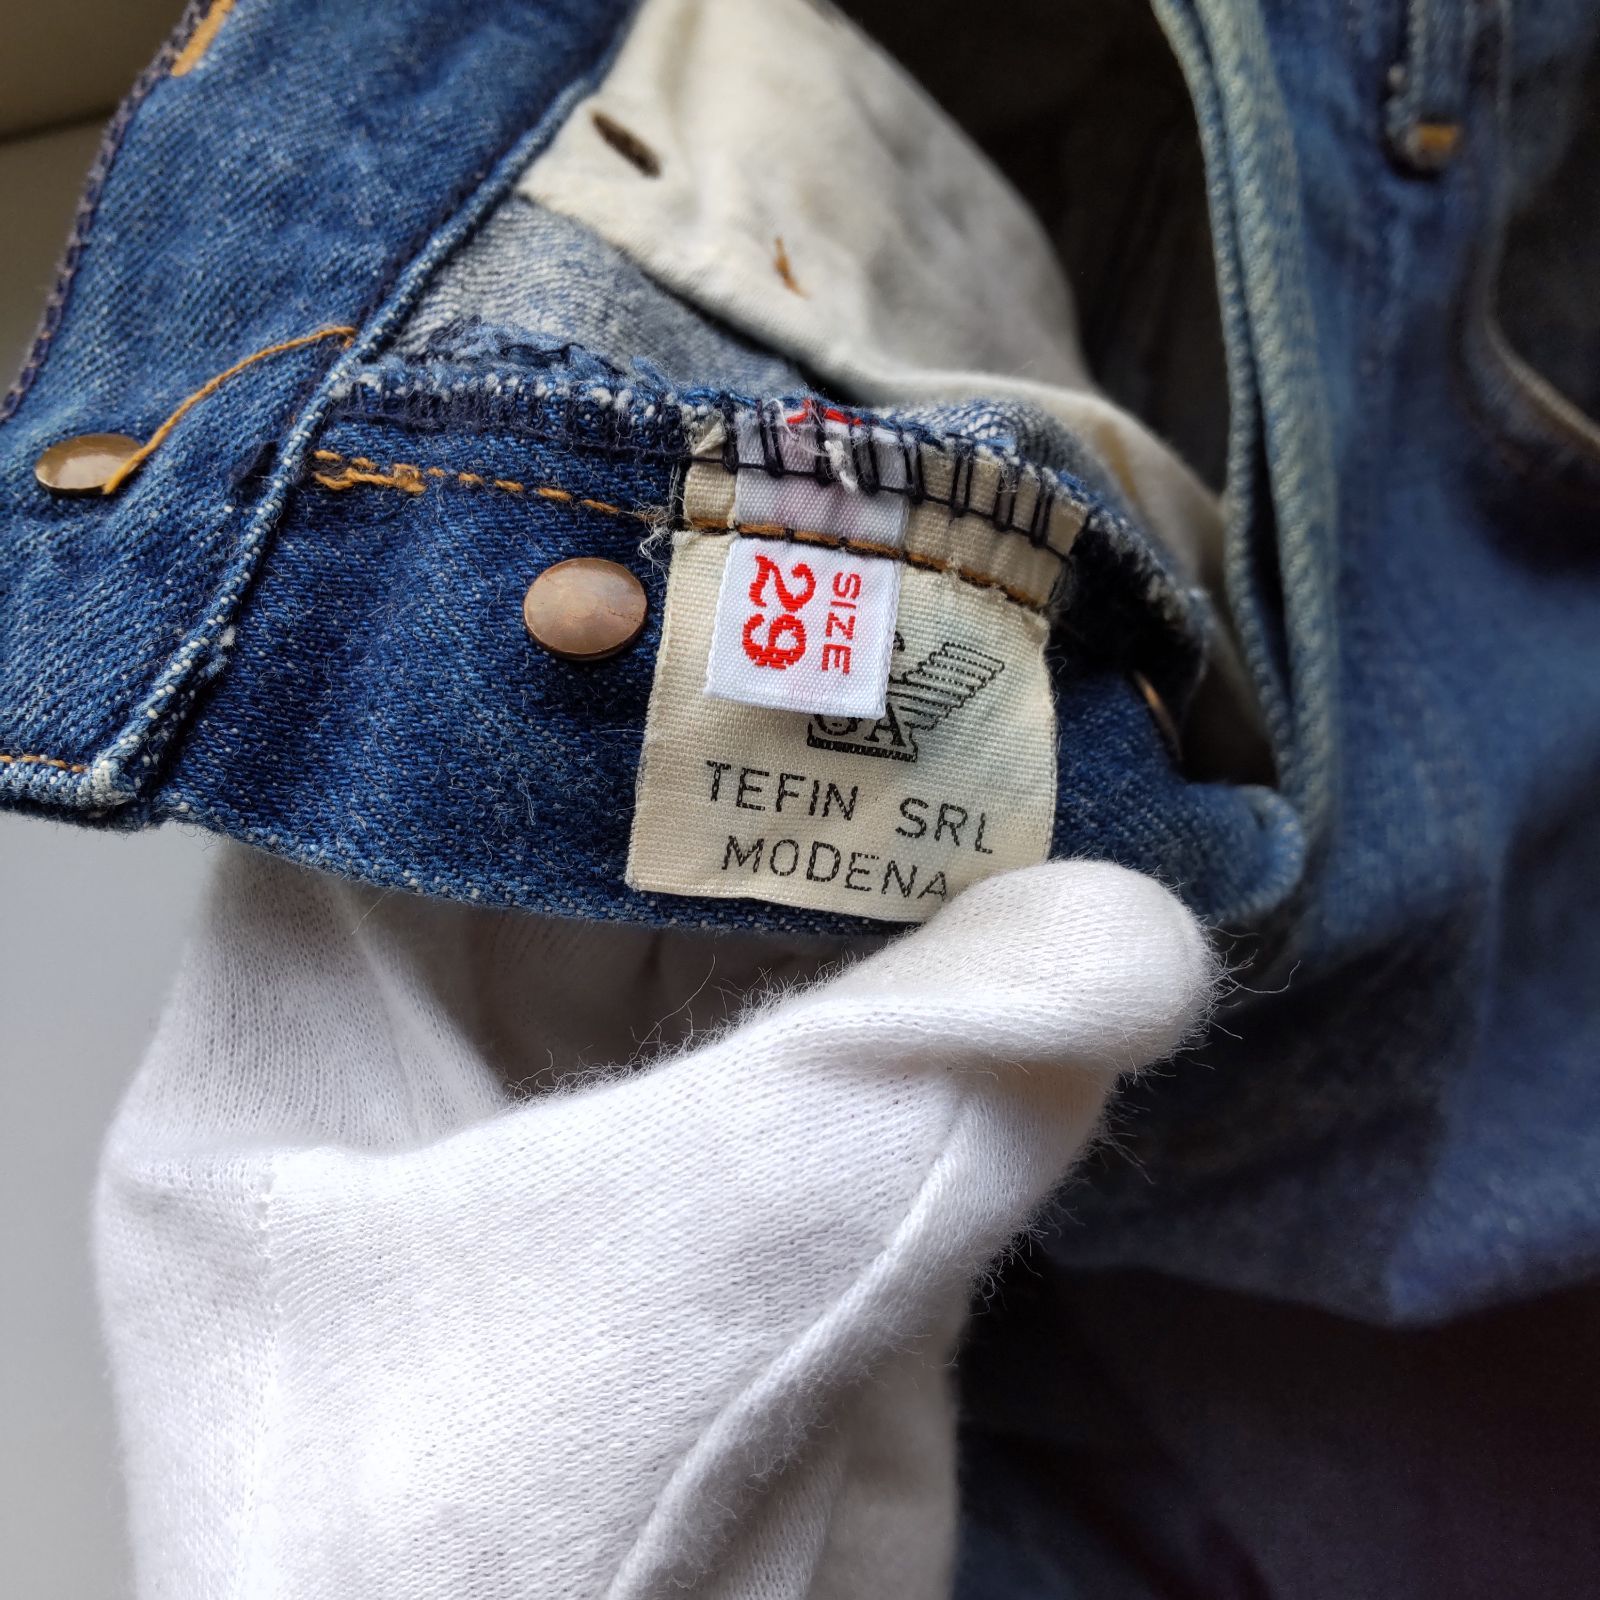 SIZE
29
TEFIN SRL
MODENA